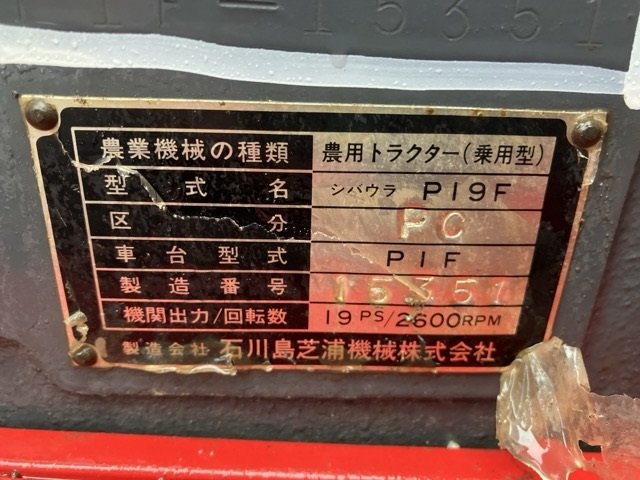 1F-15351
農業機械の種類 農用トラクター(乗用型)
型式名 シバウラ P19F
区分 PC
車台型式 P1F
製造番号 15351
機関出力/回転数 19PS/2600RPM
製造会社 石川島芝浦機械株式会社